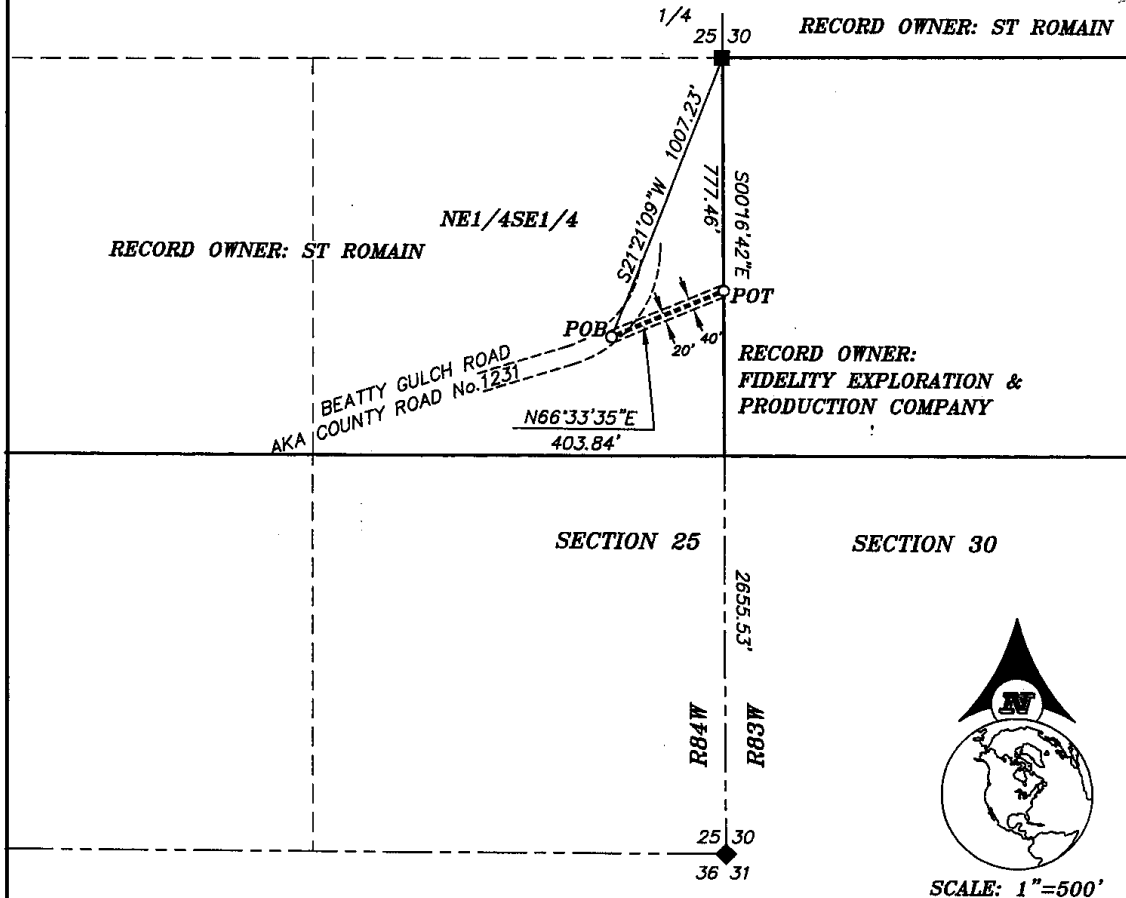 1/4
25 30
RECORD OWNER: ST ROMAIN
S21°21'09"W 1007.23'
777.46'
S00°16'42"E
NE1/4SE1/4
RECORD OWNER: ST ROMAIN
POT
POB
20' 40'
BEATTY GULCH ROAD
AKA COUNTY ROAD No.1231
RECORD OWNER:
FIDELITY EXPLORATION &
PRODUCTION COMPANY
N66°33'35"E
403.84'
SECTION 25
SECTION 30
2655.53'
R84W
R83W
N
25 30
36 31
SCALE: 1"=500'